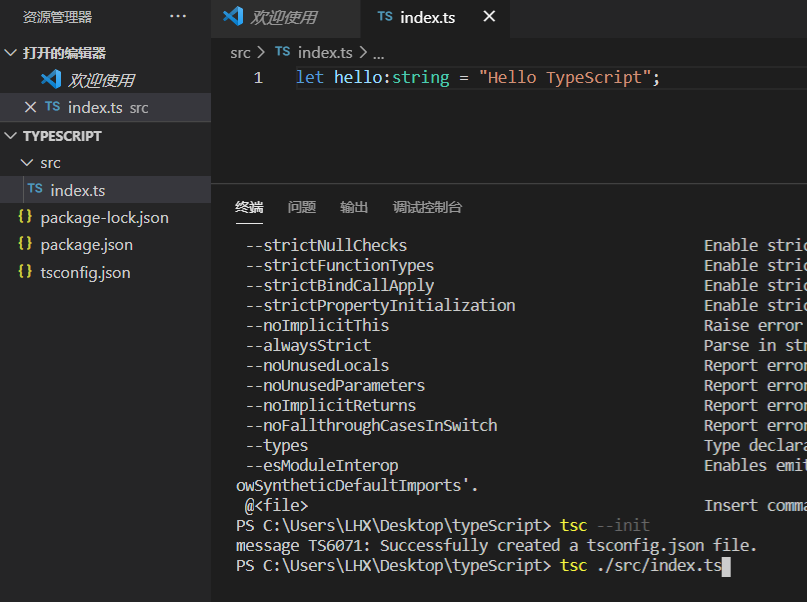 资源管理器 ···
打开的编辑器
欢迎使用
TS index.ts src
TYPESCRIPT
src
TS index.ts
{} package-lock.json
{} package.json
{} tsconfig.json
欢迎使用 TS index.ts
src > TS index.ts > ...
1 let hello:string = "Hello TypeScript";
终端 问题 输出 调试控制台
--strictNullChecks Enable stric
--strictFunctionTypes Enable stric
--strictBindCallApply Enable stric
--strictPropertyInitialization Enable stric
--noImplicitThis Raise error
--alwaysStrict Parse in str
--noUnusedLocals Report error
--noUnusedParameters Report error
--noImplicitReturns Report error
--noFallthroughCasesInSwitch Report error
--types Type declara
--esModuleInterop Enables emit
owSyntheticDefaultImports'.
@<file> Insert comma
PS C:\Users\LHX\Desktop\typeScript> tsc --init
message TS6071: Successfully created a tsconfig.json file.
PS C:\Users\LHX\Desktop\typeScript> tsc ./src/index.ts